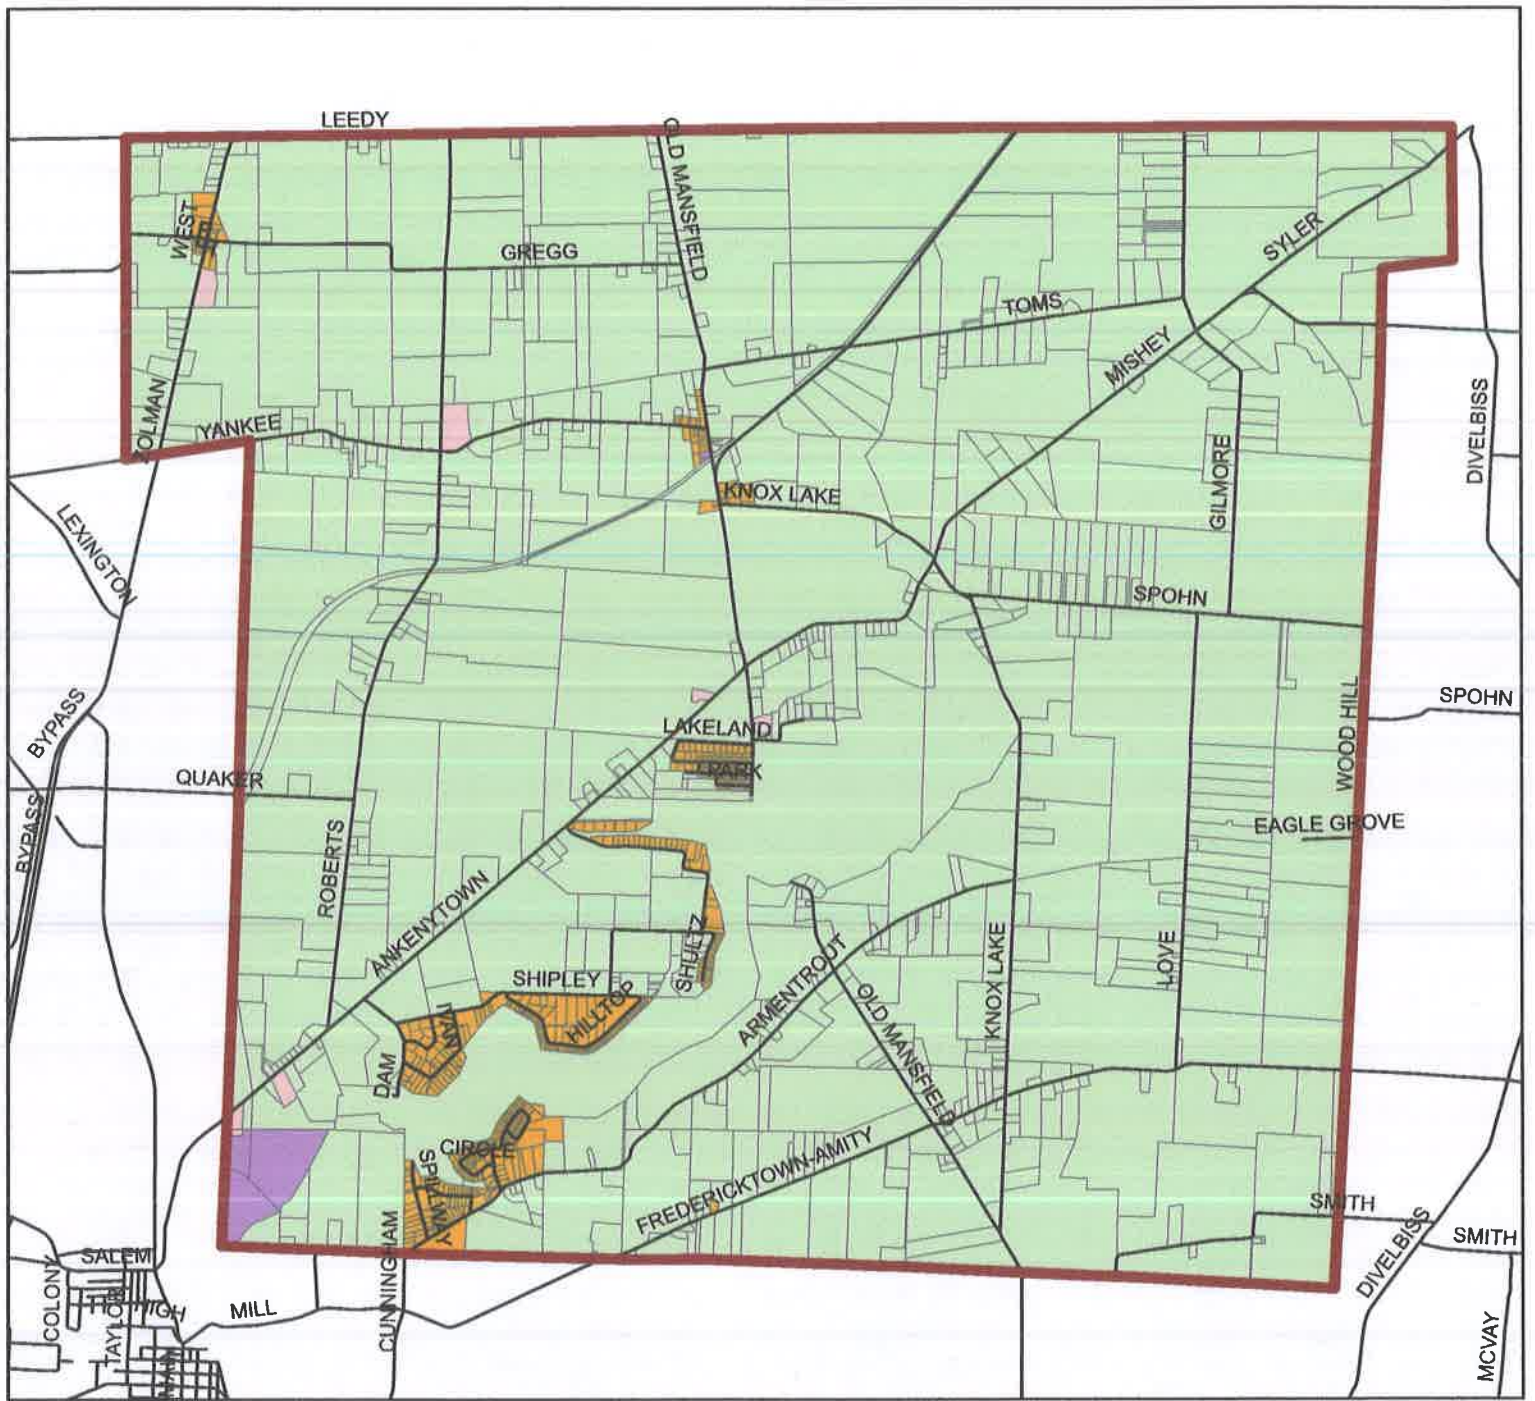 LEEDY
OLD MANSFIELD
WEST
GREGG
SYLER
TOMS
MISHEY
YANKEE
DIVELBISS
GILMORE
KNOX LAKE
LEXINGTON
SPOHN
BYPASS
SPOHN
WOOD HILL
LAKELAND
PARK
QUAKER
BYPASS
EAGLE GROVE
ROBERTS
ANKENYTOWN
SHULTZ
LOVE
KNOX LAKE
SHIPLEY
HILLTOP
ARMENTROUT
OLD MANSFIELD
IVAN
DAM
CIRCLE
SPILLWAY
FREDERICKTOWN-AMITY
SMITH
SMITH
DIVELBISS
CUNNINGHAM
SALEM
COLONY
TAYLOR
HIGH
MILL
MAIN
MCVAY